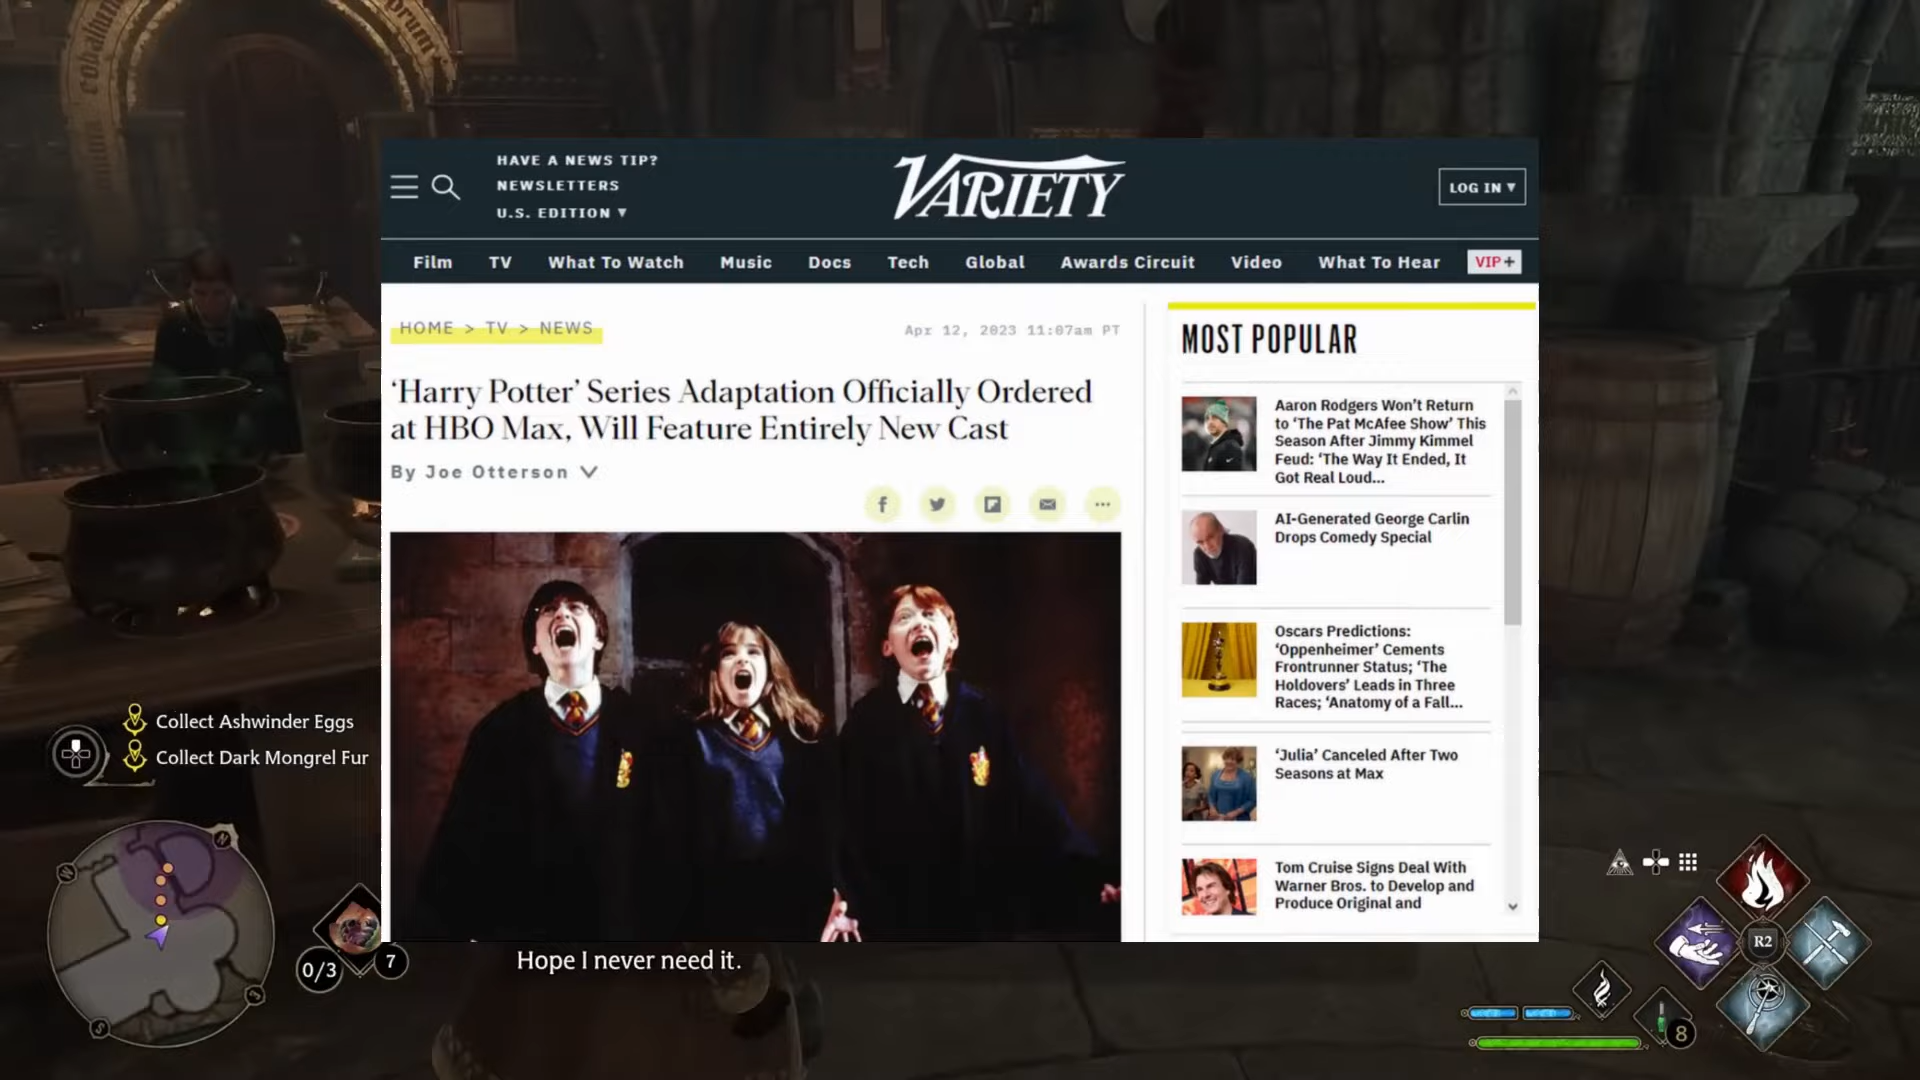 HAVE A NEWS TIP?
NEWSLETTERS
U.S. EDITION
VARIETY
LOG IN
Film TV What To Watch Music Docs Tech Global Awards Circuit Video What To Hear VIP+
HOME > TV > NEWS
Apr 12, 2023 11:07am PT
‘Harry Potter’ Series Adaptation Officially Ordered
at HBO Max, Will Feature Entirely New Cast
By Joe Otterson
MOST POPULAR
Aaron Rodgers Won’t Return
to ‘The Pat McAfee Show’ This
Season After Jimmy Kimmel
Feud: ‘The Way It Ended, It
Got Real Loud...
AI-Generated George Carlin
Drops Comedy Special
Oscars Predictions:
‘Oppenheimer’ Cements
Frontrunner Status; ‘The
Holdovers’ Leads in Three
Races; ‘Anatomy of a Fall...
‘Julia’ Canceled After Two
Seasons at Max
Tom Cruise Signs Deal With
Warner Bros. to Develop and
Produce Original and
Collect Ashwinder Eggs
Collect Dark Mongrel Fur
N
S
0/3
7
Hope I never need it.
R2
8